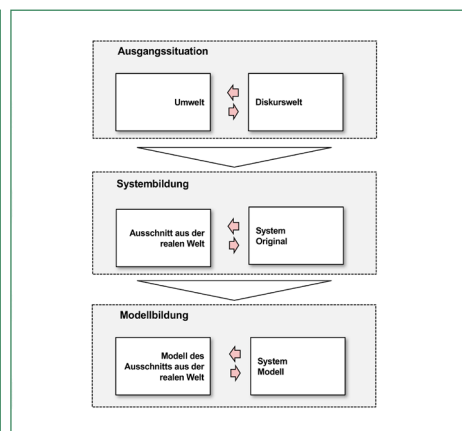 Ausgangssituation
Umwelt
Diskurswelt
Systembildung
Ausschnitt aus der
realen Welt
System
Original
Modellbildung
Modell des
Ausschnitts aus der
realen Welt
System
Modell